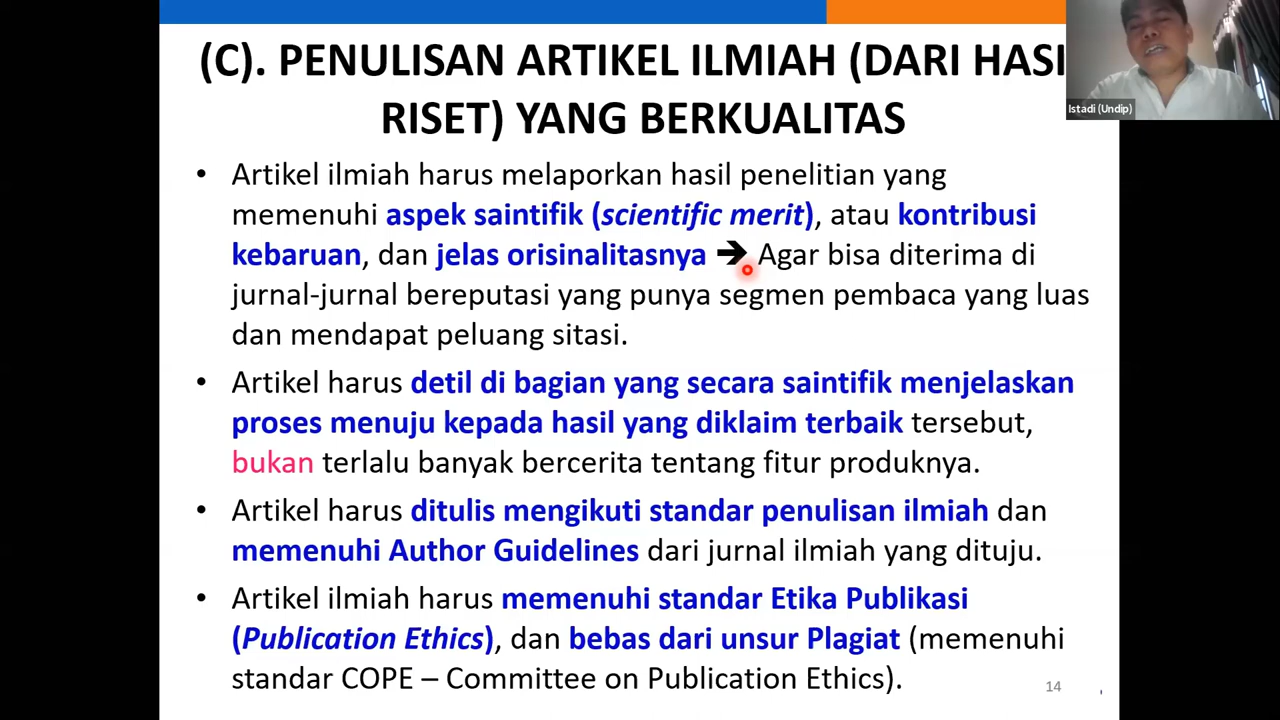 (C). PENULISAN ARTIKEL ILMIAH (DARI HASI
RISET) YANG BERKUALITAS
Istadi (Undip)
• Artikel ilmiah harus melaporkan hasil penelitian yang
memenuhi aspek saintifik (scientific merit), atau kontribusi
kebaruan, dan jelas orisinalitasnya ➔ Agar bisa diterima di
jurnal-jurnal bereputasi yang punya segmen pembaca yang luas
dan mendapat peluang sitasi.
• Artikel harus detil di bagian yang secara saintifik menjelaskan
proses menuju kepada hasil yang diklaim terbaik tersebut,
bukan terlalu banyak bercerita tentang fitur produknya.
• Artikel harus ditulis mengikuti standar penulisan ilmiah dan
memenuhi Author Guidelines dari jurnal ilmiah yang dituju.
• Artikel ilmiah harus memenuhi standar Etika Publikasi
(Publication Ethics), dan bebas dari unsur Plagiat (memenuhi
standar COPE – Committee on Publication Ethics).
14